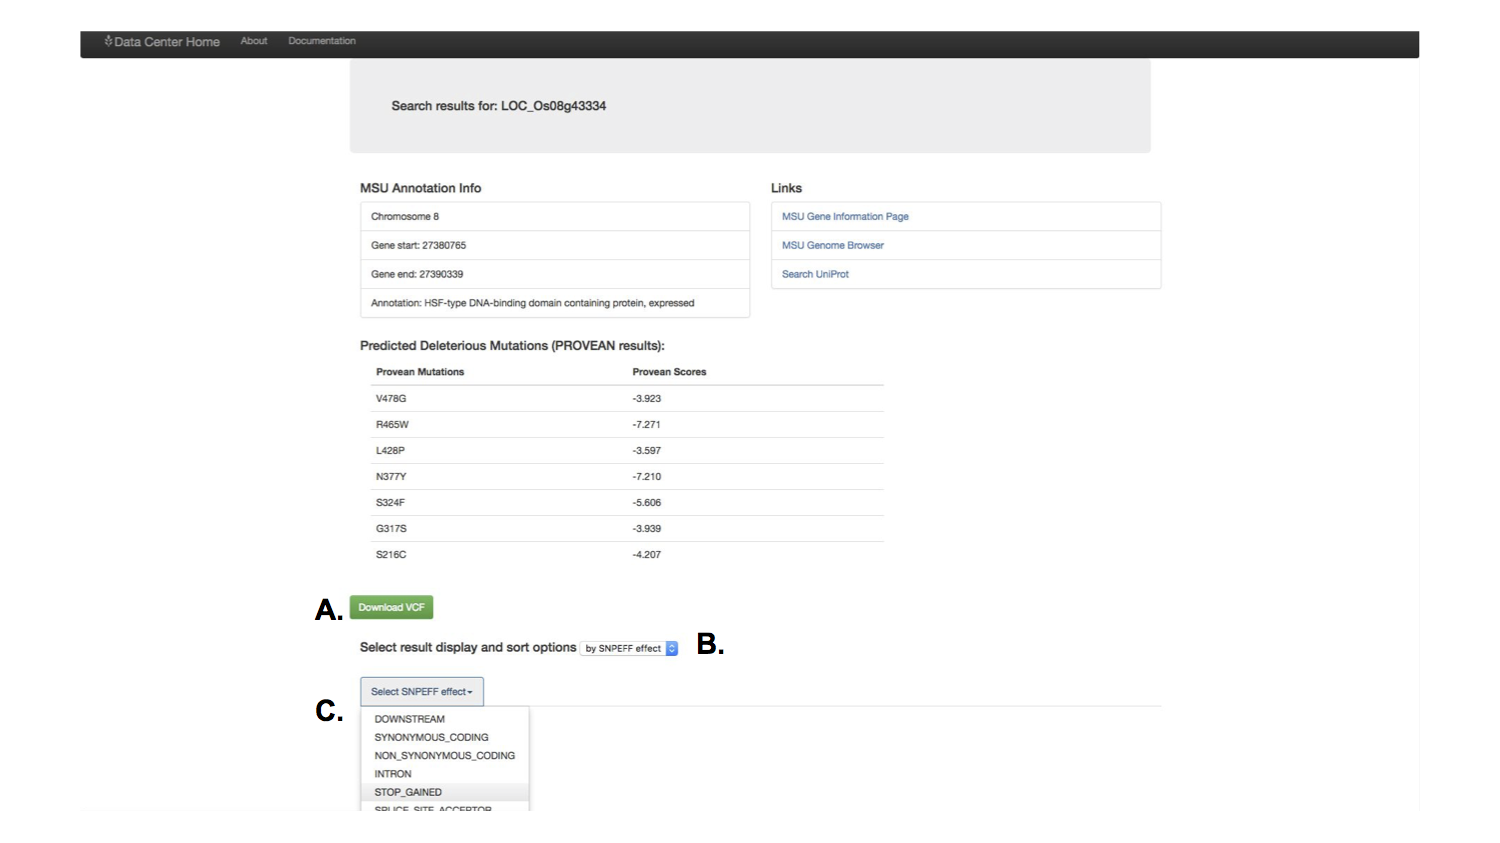 Data Center Home About Documentation
Search results for: LOC_Os08g43334
MSU Annotation Info
Chromosome 8
Gene start: 27380765
Gene end: 27390339
Annotation: HSF-type DNA-binding domain containing protein, expressed
Links
MSU Gene Information Page
MSU Genome Browser
Search UniProt
Predicted Deleterious Mutations (PROVEAN results):
Provean Mutations Provean Scores
V478G -3.923
R465W -7.271
L428P -3.597
N377Y -7.210
S324F -5.606
G317S -3.939
S216C -4.207
A. Download VCF
Select result display and sort options by SNPEFF effect B.
Select SNPEFF effect
C.
DOWNSTREAM
SYNONYMOUS_CODING
NON_SYNONYMOUS_CODING
INTRON
STOP_GAINED
SPLICE_SITE_ACCEPTOR